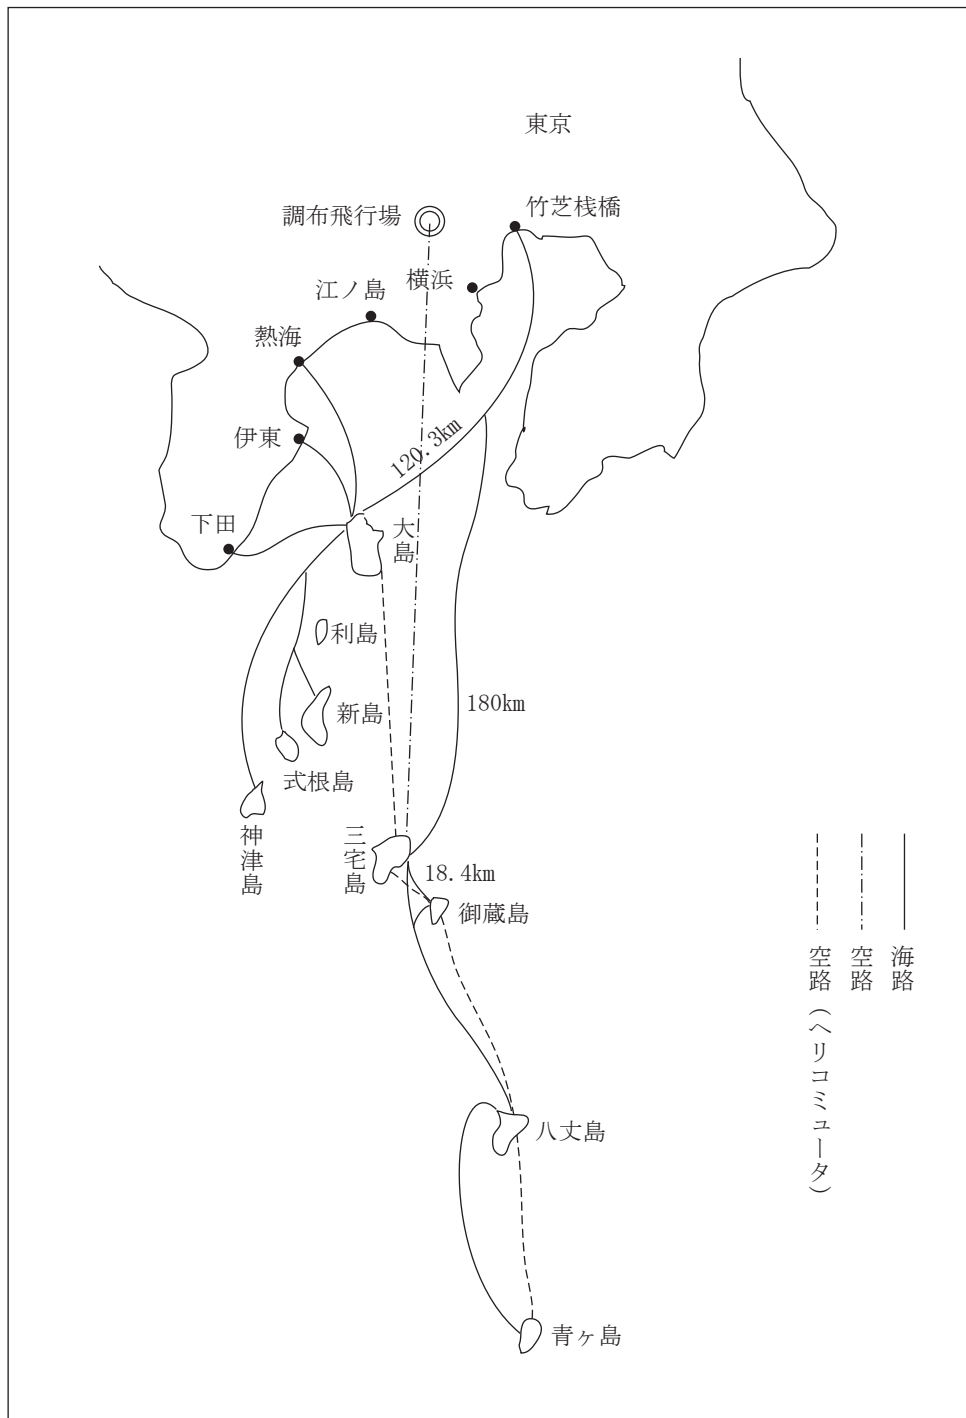 東京
竹芝桟橋
調布飛行場
横浜
江ノ島
熱海
伊東
120.3km
下田
大島
利島
新島
180km
式根島
神津島
三宅島
18.4km
御蔵島
海路
空路
空路(ヘリコミュータ)
八丈島
青ヶ島